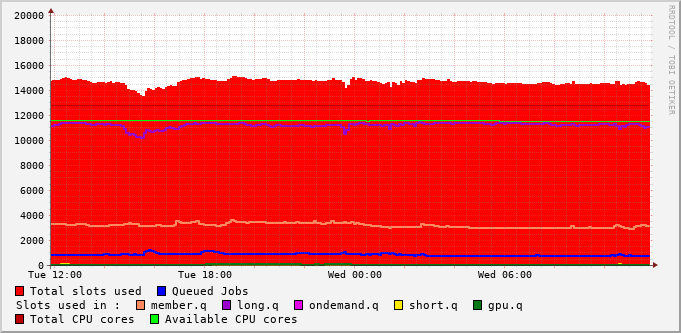 20000
18000
16000
14000
12000
10000
8000
6000
4000
2000
0
Tue 12:00 Tue 18:00 Wed 00:00 Wed 06:00
RRDTOOL / TOBI OETIKER
Total slots used Queued Jobs
Slots used in : member.q long.q ondemand.q short.q gpu.q
Total CPU cores Available CPU cores